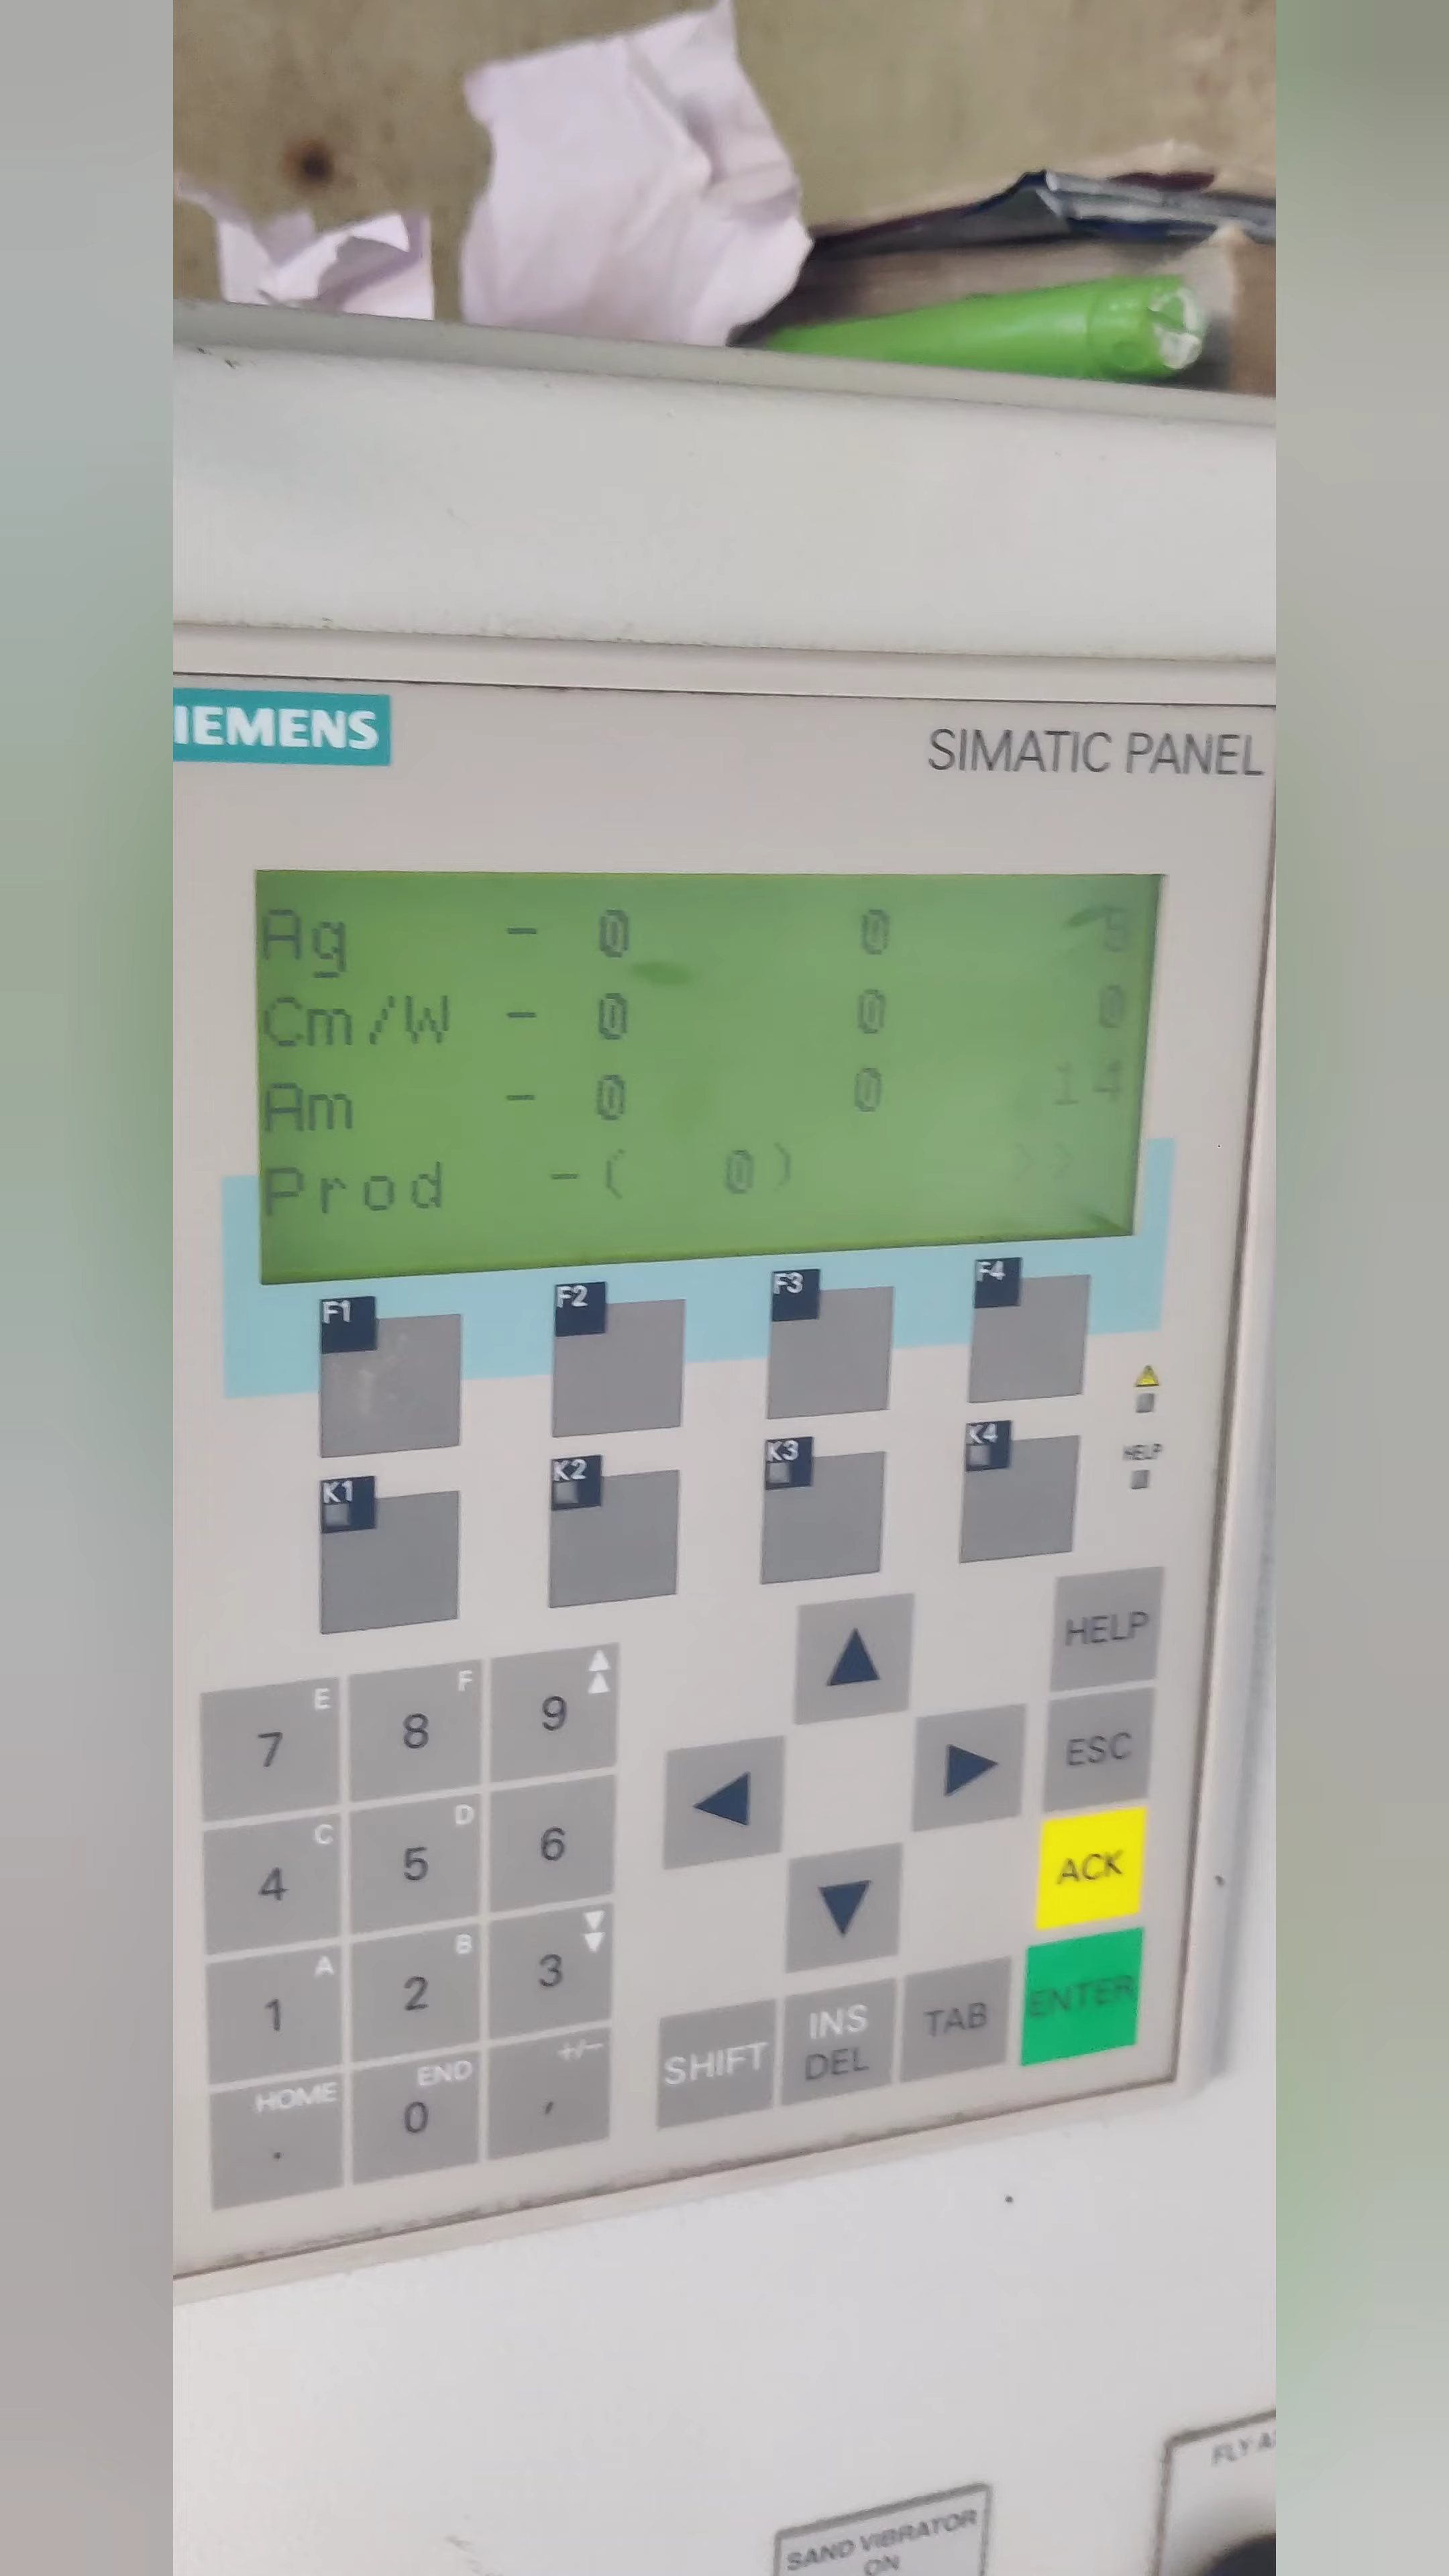 IEMENS
SIMATIC PANEL
Ag - 0 0 5
Cm/W - 0 0 0
Am - 0 0 14
Prod -( 0) >>
F1 F2 F3 F4
K1 K2 K3 K4
HELP
HELP
7 E 8 F 9
ESC
4 C 5 D 6
ACK
1 A 2 B 3
ENTER
HOME . END 0 +/- ,
SHIFT INS DEL TAB
FLY A
SAND VIBRATOR
ON